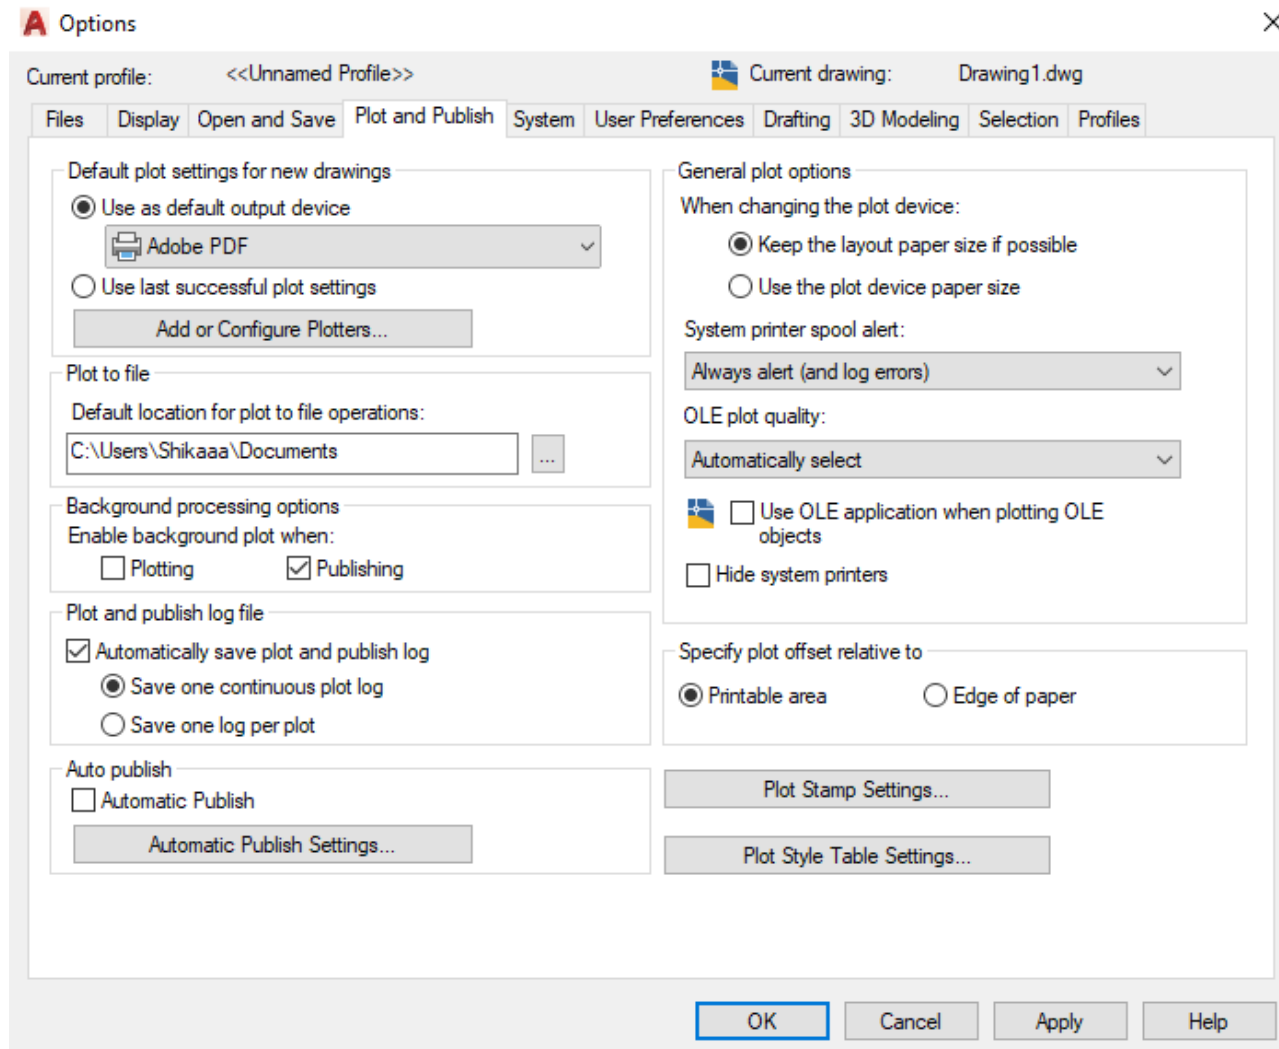 Options
Current profile: <<Unnamed Profile>> Current drawing: Drawing1.dwg
Files Display Open and Save Plot and Publish System User Preferences Drafting 3D Modeling Selection Profiles
Default plot settings for new drawings
Use as default output device
Adobe PDF
Use last successful plot settings
Add or Configure Plotters...
Plot to file
Default location for plot to file operations:
C:\Users\Shikaaa\Documents
...
Background processing options
Enable background plot when:
Plotting Publishing
Plot and publish log file
Automatically save plot and publish log
Save one continuous plot log
Save one log per plot
Auto publish
Automatic Publish
Automatic Publish Settings...
General plot options
When changing the plot device:
Keep the layout paper size if possible
Use the plot device paper size
System printer spool alert:
Always alert (and log errors)
OLE plot quality:
Automatically select
Use OLE application when plotting OLE
objects
Hide system printers
Specify plot offset relative to
Printable area Edge of paper
Plot Stamp Settings...
Plot Style Table Settings...
OK Cancel Apply Help